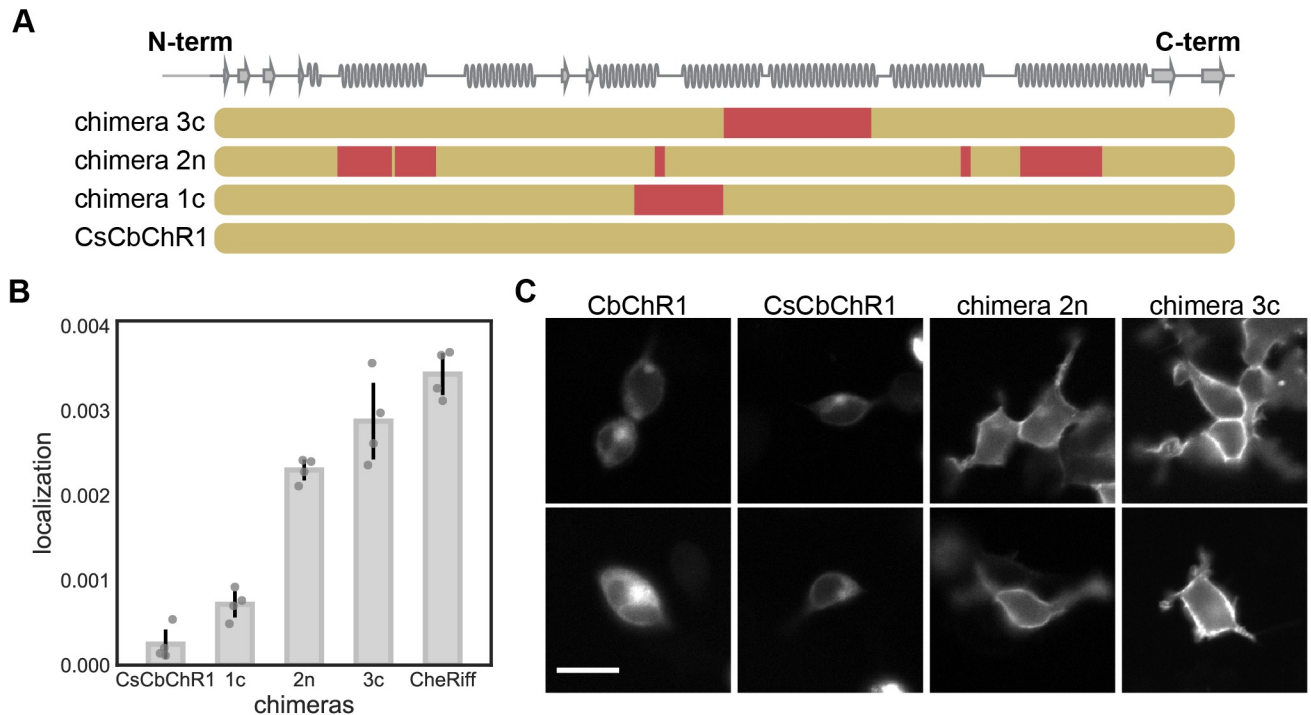 A
N-term
C-term
chimera 3c
chimera 2n
chimera 1c
CsCbChR1
B
localization
0.004
0.003
0.002
0.001
0.000
CsCbChR1 1c 2n 3c CheRiff
chimeras
C
CbChR1 CsCbChR1 chimera 2n chimera 3c